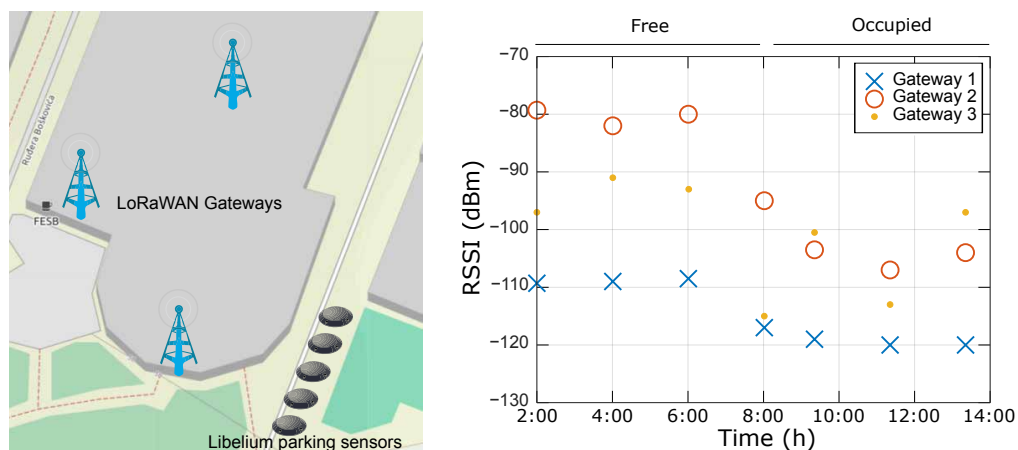 Ruđera Boškovića
FESB
LoRaWAN Gateways
Libelium parking sensors
Free
Occupied
Gateway 1
Gateway 2
Gateway 3
RSSI (dBm)
−70
−80
−90
−100
−110
−120
−130
2:00 4:00 6:00 8:00 10:00 12:00 14:00
Time (h)